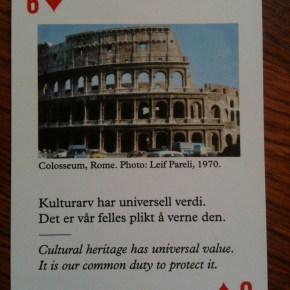 6
Colosseum, Rome. Photo: Leif Pareli, 1970.
Kulturarv har universell verdi.
Det er vår felles plikt å verne den.
Cultural heritage has universal value.
It is our common duty to protect it.
6